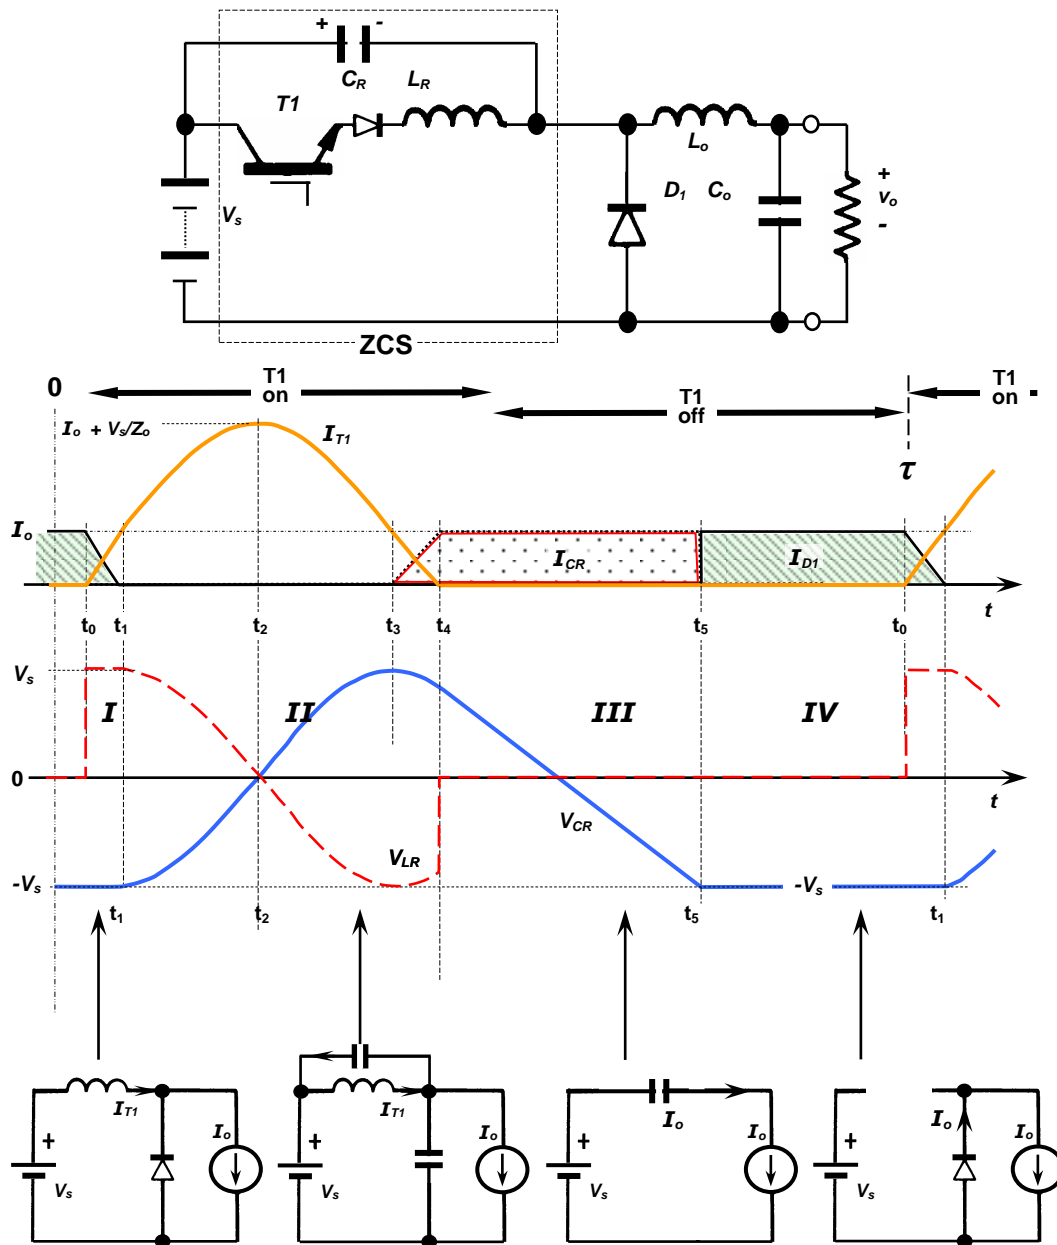 + -
C_R L_R
T1
L_o
V_s
D_1 C_o
+
v_o
-
ZCS
0 T1 on T1 off T1 on
I_o + V_s/Z_o
I_T1
τ
I_o
I_CR I_D1
t_0 t_1 t_2 t_3 t_4 t_5 t_0 t
V_s
I II III IV
0
t
V_CR
V_LR
-V_s -V_s
t_1 t_2 t_5 t_1
+ I_T1 I_o V_s
+ I_T1 I_o V_s
+ I_o I_o V_s
+ I_o I_o V_s